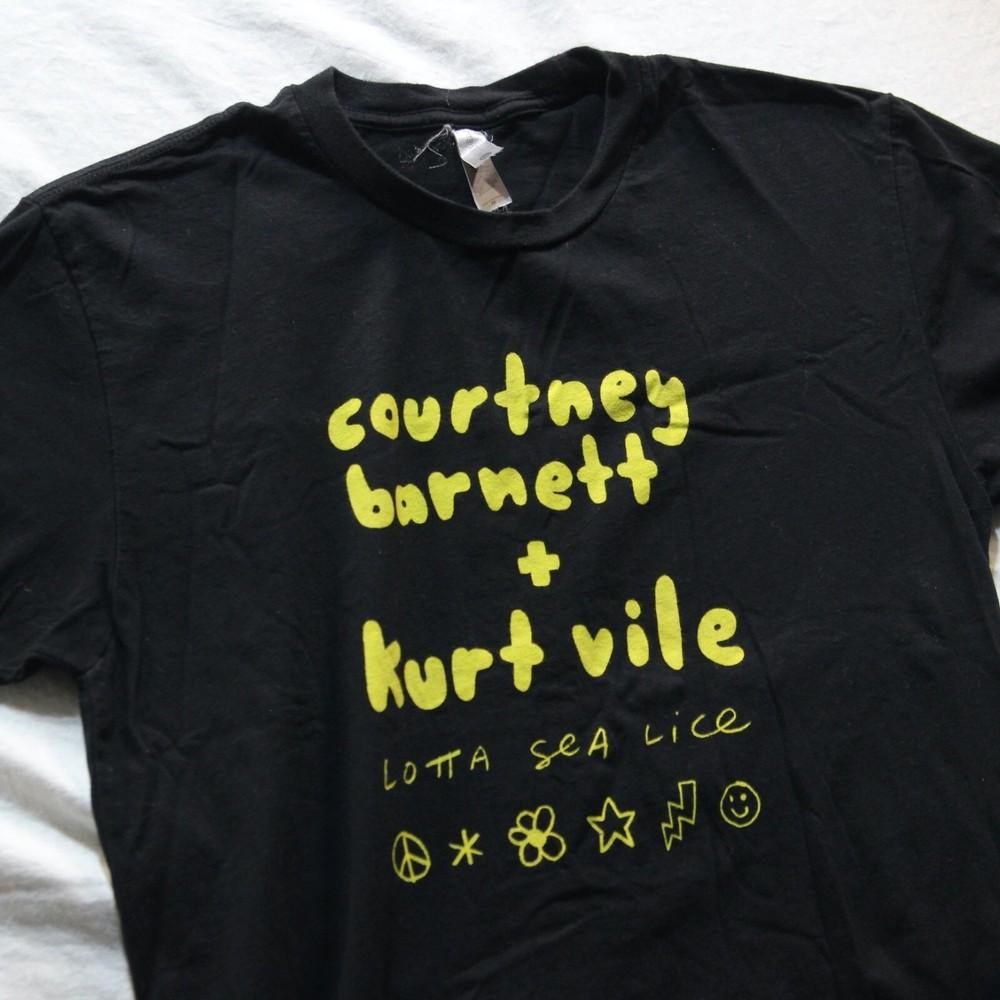 courtney
barnett
+
kurt vile
LOTTA SeA LiCe